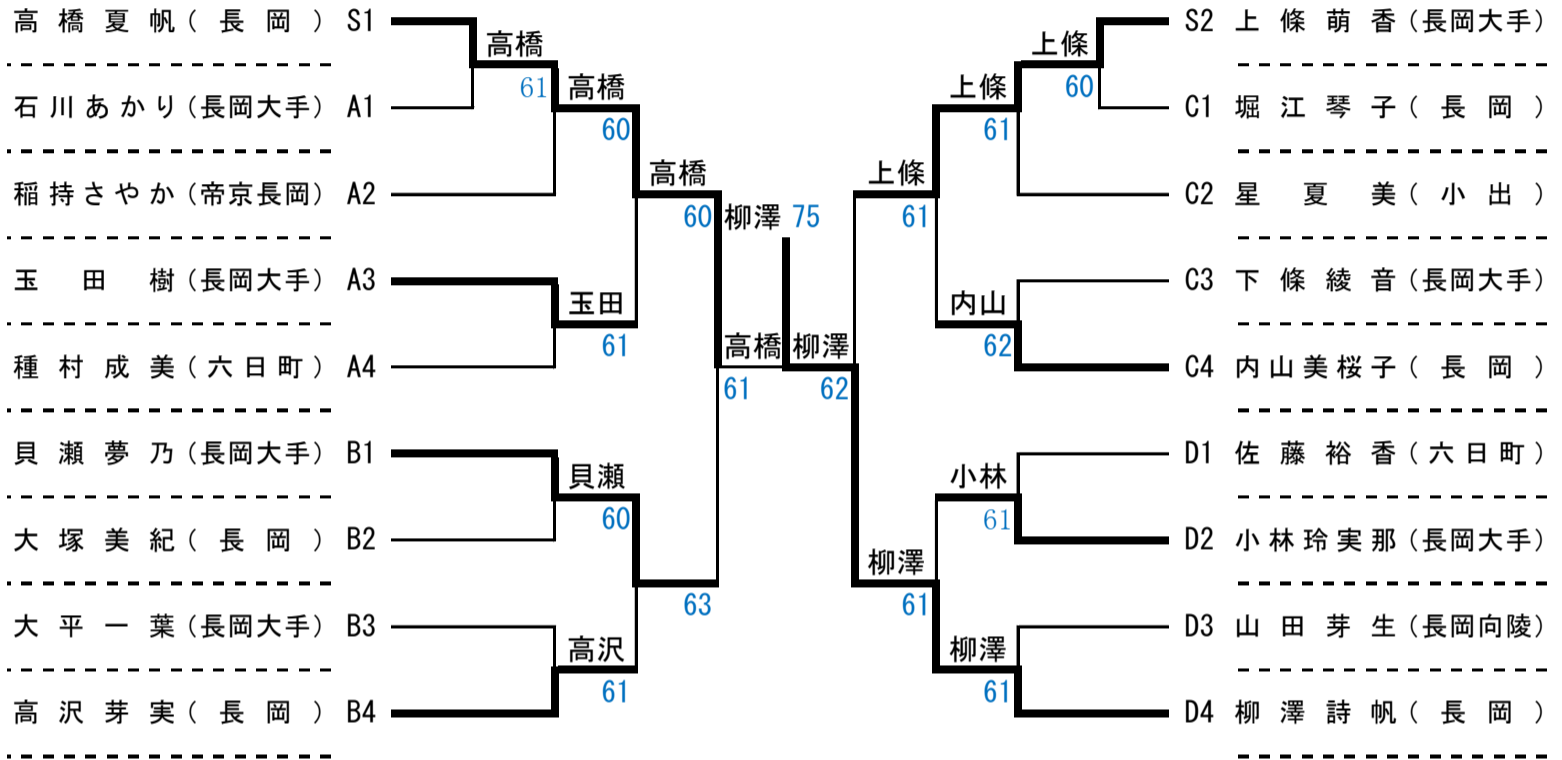 高橋夏帆(長岡) S1
石川あかり(長岡大手) A1
稲持さやか(帝京長岡) A2
玉田樹(長岡大手) A3
種村成美(六日町) A4
貝瀬夢乃(長岡大手) B1
大塚美紀(長岡) B2
大平一葉(長岡大手) B3
高沢芽実(長岡) B4
高橋
61
高橋
60
玉田
61
貝瀬
60
高沢
61
高橋
60
63
高橋
61
柳澤 75
柳澤
62
上條
61
柳澤
61
上條
61
内山
62
小林
61
柳澤
61
上條
60
S2 上條萌香(長岡大手)
C1 堀江琴子(長岡)
C2 星夏美(小出)
C3 下條綾音(長岡大手)
C4 内山美桜子(長岡)
D1 佐藤裕香(六日町)
D2 小林玲実那(長岡大手)
D3 山田芽生(長岡向陵)
D4 柳澤詩帆(長岡)